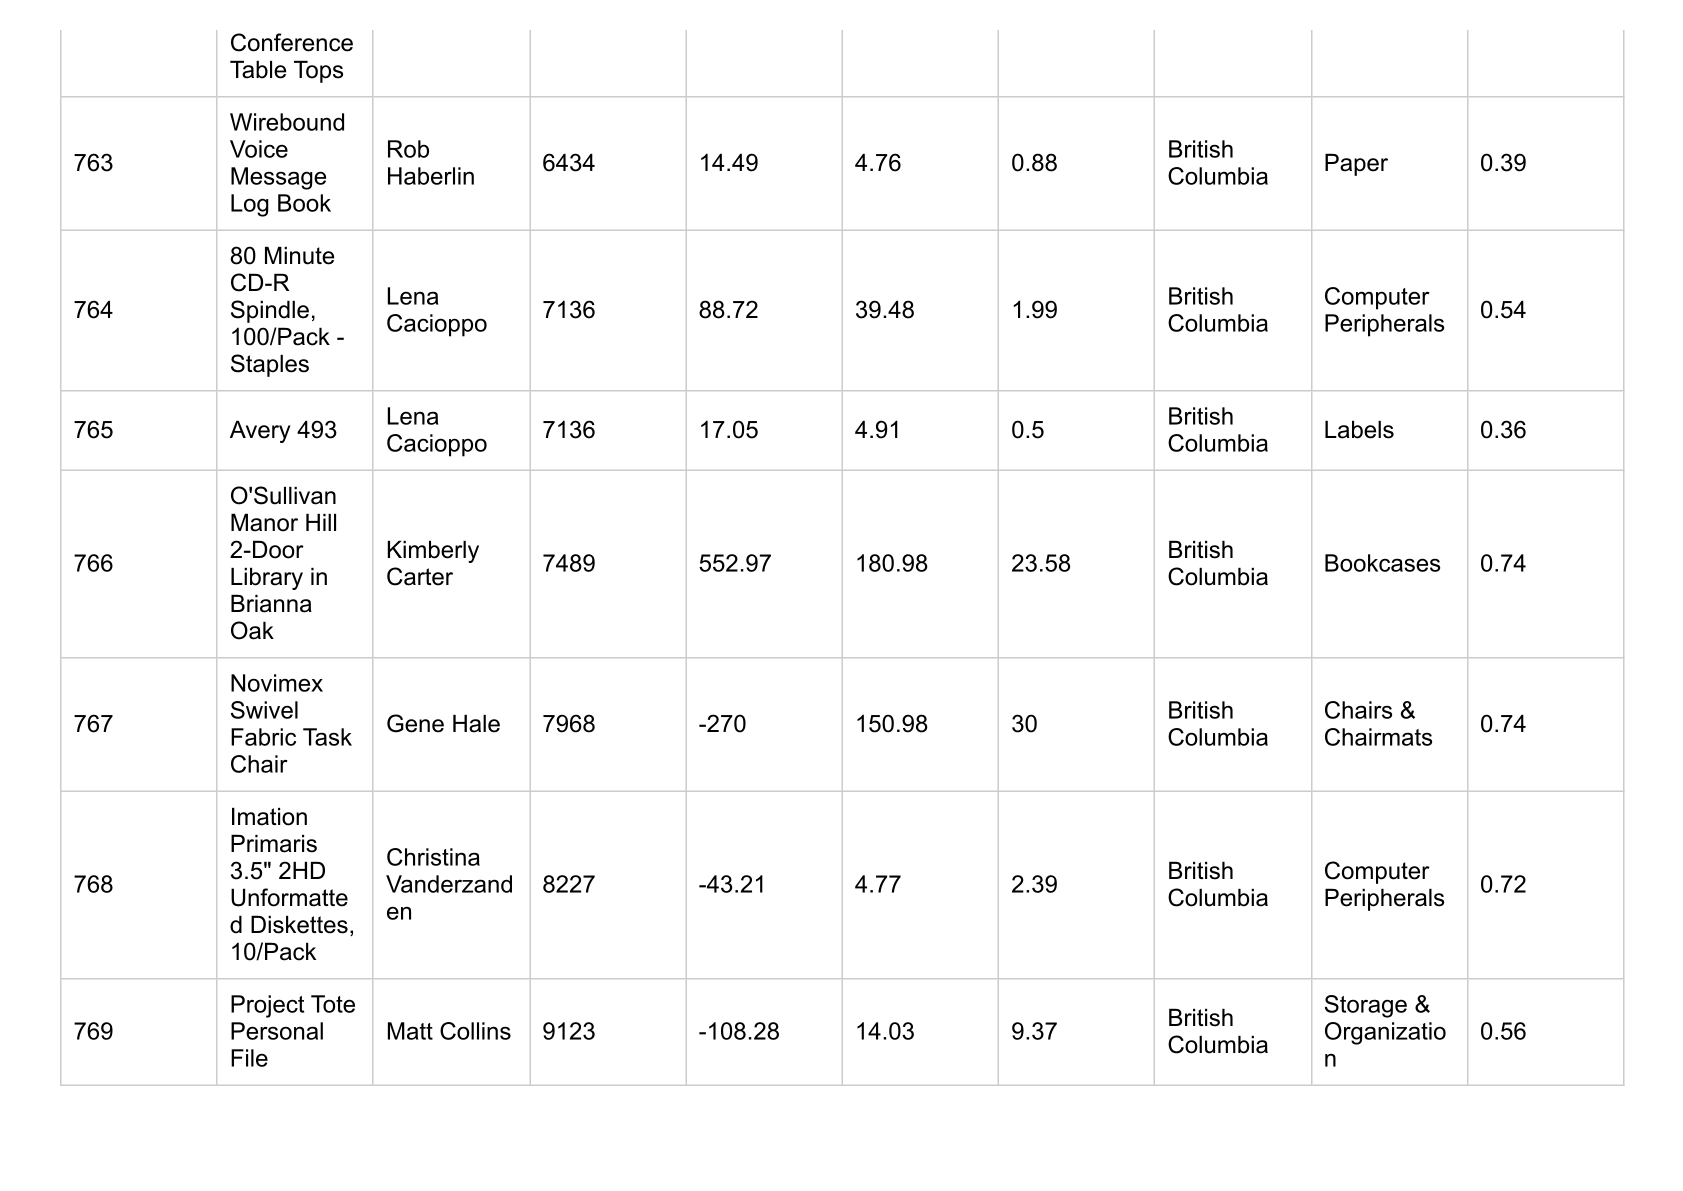 Conference
Table Tops
763
Wirebound
Voice
Message
Log Book
Rob
Haberlin
6434
14.49
4.76
0.88
British
Columbia
Paper
0.39
764
80 Minute
CD-R
Spindle,
100/Pack -
Staples
Lena
Cacioppo
7136
88.72
39.48
1.99
British
Columbia
Computer
Peripherals
0.54
765
Avery 493
Lena
Cacioppo
7136
17.05
4.91
0.5
British
Columbia
Labels
0.36
766
O'Sullivan
Manor Hill
2-Door
Library in
Brianna
Oak
Kimberly
Carter
7489
552.97
180.98
23.58
British
Columbia
Bookcases
0.74
767
Novimex
Swivel
Fabric Task
Chair
Gene Hale
7968
-270
150.98
30
British
Columbia
Chairs &
Chairmats
0.74
768
Imation
Primaris
3.5" 2HD
Unformatte
d Diskettes,
10/Pack
Christina
Vanderzand
en
8227
-43.21
4.77
2.39
British
Columbia
Computer
Peripherals
0.72
769
Project Tote
Personal
File
Matt Collins
9123
-108.28
14.03
9.37
British
Columbia
Storage &
Organizatio
n
0.56